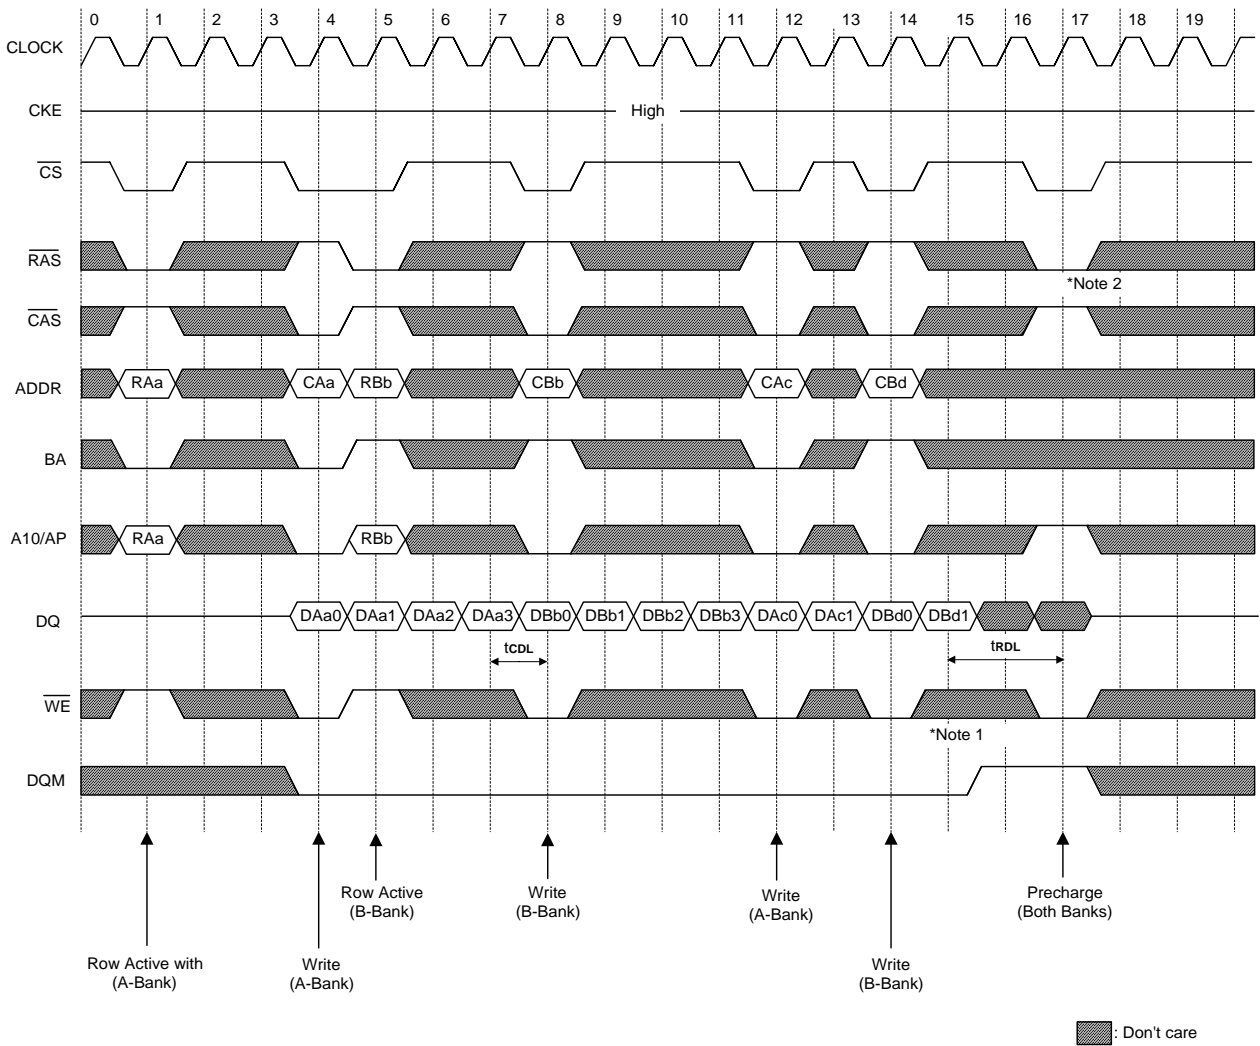 0 1 2 3 4 5 6 7 8 9 10 11 12 13 14 15 16 17 18 19
CLOCK
CKE
High
CS
RAS
*Note 2
CAS
ADDR
RAa CAa RBb CBb CAc CBd
BA
A10/AP
RAa RBb
DQ
DAa0 DAa1 DAa2 DAa3 DBb0 DBb1 DBb2 DBb3 DAc0 DAc1 DBd0 DBd1
tCDL
tRDL
WE
*Note 1
DQM
Row Active
(B-Bank)
Write
(B-Bank)
Write
(A-Bank)
Precharge
(Both Banks)
Row Active with
(A-Bank)
Write
(A-Bank)
Write
(B-Bank)
: Don't care